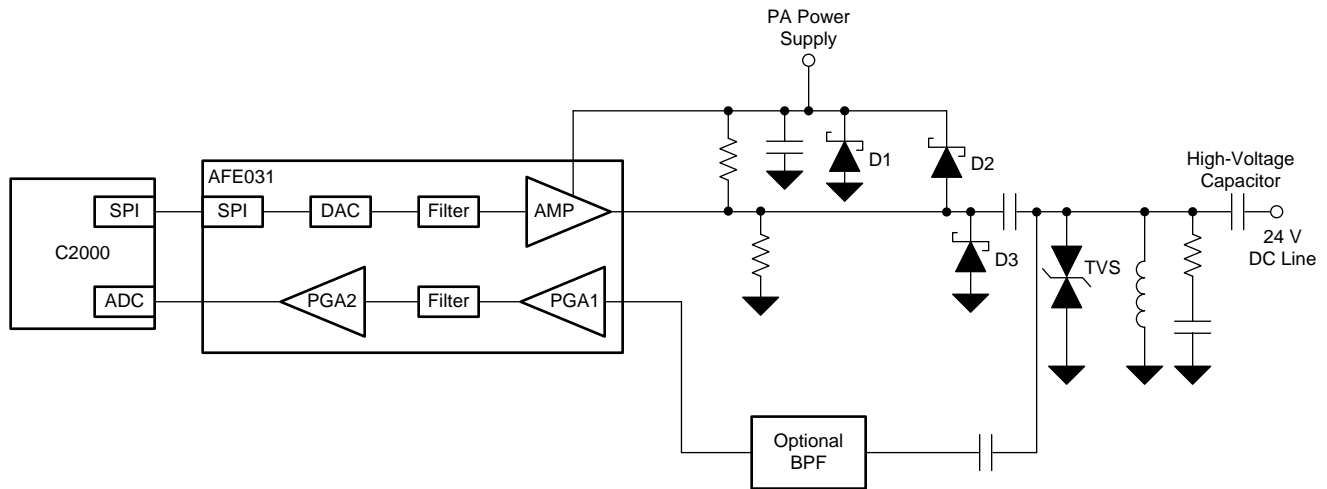 PA Power
Supply
D1
D2
High-Voltage
Capacitor
AFE031
SPI
SPI
DAC
Filter
AMP
C2000
D3
TVS
24 V
DC Line
ADC
PGA2
Filter
PGA1
Optional
BPF